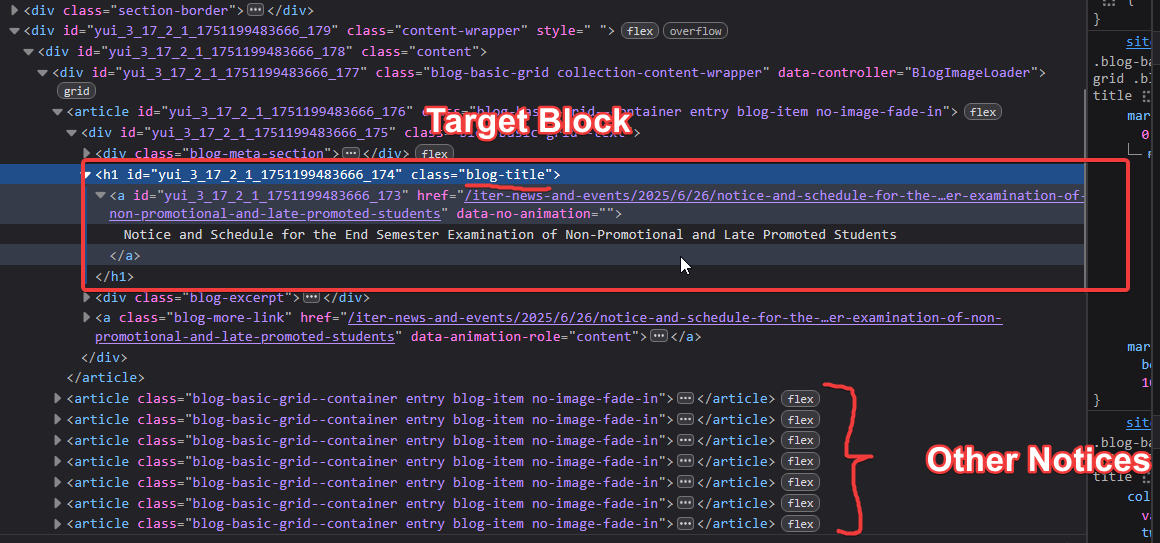 <div class="section-border"> ··· </div>
<div id="yui_3_17_2_1_1751199483666_179" class="content-wrapper" style=" "> flex overflow
<div id="yui_3_17_2_1_1751199483666_178" class="content">
<div id="yui_3_17_2_1_1751199483666_177" class="blog-basic-grid collection-content-wrapper" data-controller="BlogImageLoader">
grid
<article id="yui_3_17_2_1_1751199483666_176" blog-basic-grid--container entry blog-item no-image-fade-in"> flex
Target Block
<div id="yui_3_17_2_1_1751199483666_175"
<div class="blog-meta-section"> ··· </div> flex
<h1 id="yui_3_17_2_1_1751199483666_174" class="blog-title">
<a id="yui_3_17_2_1_1751199483666_173" href="/iter-news-and-events/2025/6/26/notice-and-schedule-for-the-…er-examination-of-
non-promotional-and-late-promoted-students" data-no-animation="">
Notice and Schedule for the End Semester Examination of Non-Promotional and Late Promoted Students
</a>
</h1>
<div class="blog-excerpt"> ··· </div>
<a class="blog-more-link" href="/iter-news-and-events/2025/6/26/notice-and-schedule-for-the-…er-examination-of-non-
promotional-and-late-promoted-students" data-animation-role="content"> ··· </a>
</div>
</article>
<article class="blog-basic-grid--container entry blog-item no-image-fade-in"> ··· </article> flex
<article class="blog-basic-grid--container entry blog-item no-image-fade-in"> ··· </article> flex
<article class="blog-basic-grid--container entry blog-item no-image-fade-in"> ··· </article> flex
<article class="blog-basic-grid--container entry blog-item no-image-fade-in"> ··· </article> flex
<article class="blog-basic-grid--container entry blog-item no-image-fade-in"> ··· </article> flex
<article class="blog-basic-grid--container entry blog-item no-image-fade-in"> ··· </article> flex
<article class="blog-basic-grid--container entry blog-item no-image-fade-in"> ··· </article> flex
Other Notices
}
site
.blog-ba
grid .bl
title
mar
0
mar
bo
10
}
site
.blog-ba
title
col
va